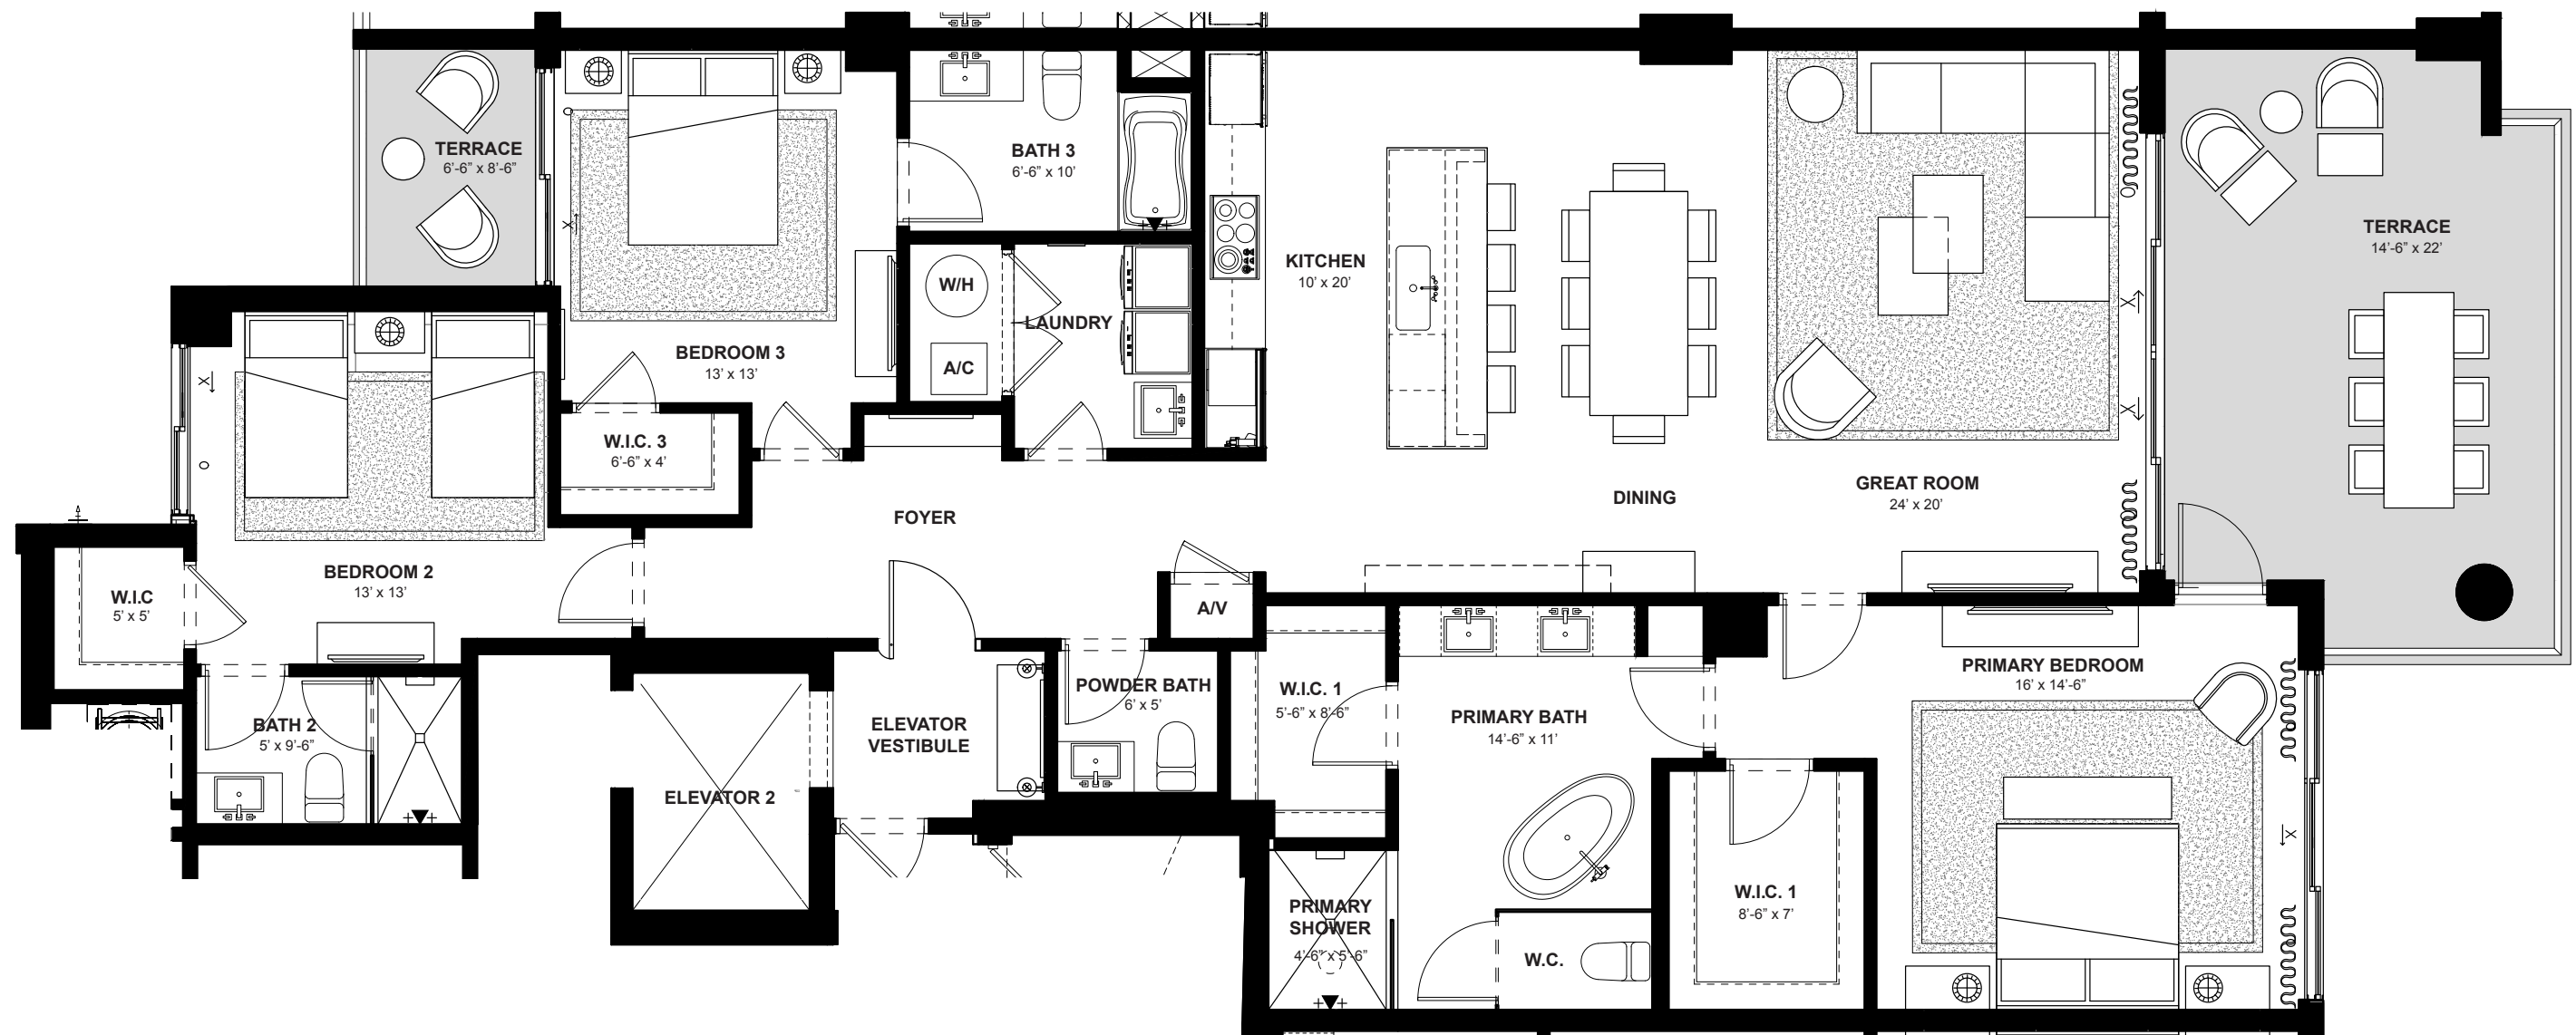 TERRACE
6'-6" x 8'-6"
BATH 3
6'-6" x 10'
TERRACE
14'-6" x 22'
KITCHEN
10' x 20'
W/H
LAUNDRY
A/C
BEDROOM 3
13' x 13'
X
X
X
X
W.I.C. 3
6'-6" x 4'
GREAT ROOM
24' x 20'
DINING
FOYER
BEDROOM 2
13' x 13'
W.I.C
5' x 5'
A/V
PRIMARY BEDROOM
16' x 14'-6"
POWDER BATH
6' x 5'
W.I.C. 1
5'-6" x 8'-6"
PRIMARY BATH
14'-6" x 11'
BATH 2
5' x 9'-6"
ELEVATOR
VESTIBULE
ELEVATOR 2
X
W.I.C. 1
8'-6" x 7'
PRIMARY
SHOWER
4'-6" x 5'-6"
W.C.